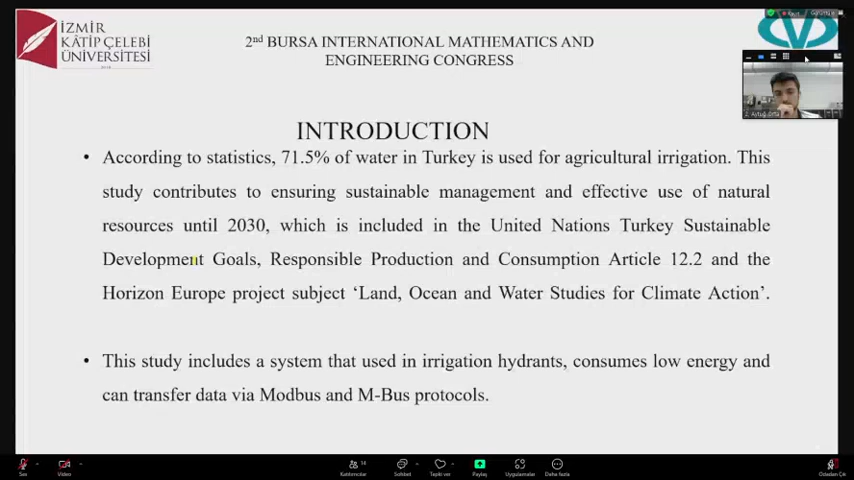 İZMİR
KÂTİP ÇELEBİ
ÜNİVERSİTESİ
2nd BURSA INTERNATIONAL MATHEMATICS AND
ENGINEERING CONGRESS
INTRODUCTION
• According to statistics, 71.5% of water in Turkey is used for agricultural irrigation. This
study contributes to ensuring sustainable management and effective use of natural
resources until 2030, which is included in the United Nations Turkey Sustainable
Development Goals, Responsible Production and Consumption Article 12.2 and the
Horizon Europe project subject ‘Land, Ocean and Water Studies for Climate Action’.
• This study includes a system that used in irrigation hydrants, consumes low energy and
can transfer data via Modbus and M-Bus protocols.
Ses
Video
Katılımcılar 14
Sohbet
Tepki ver
Paylaş
Uygulamalar
Daha fazla
Odadan Çık